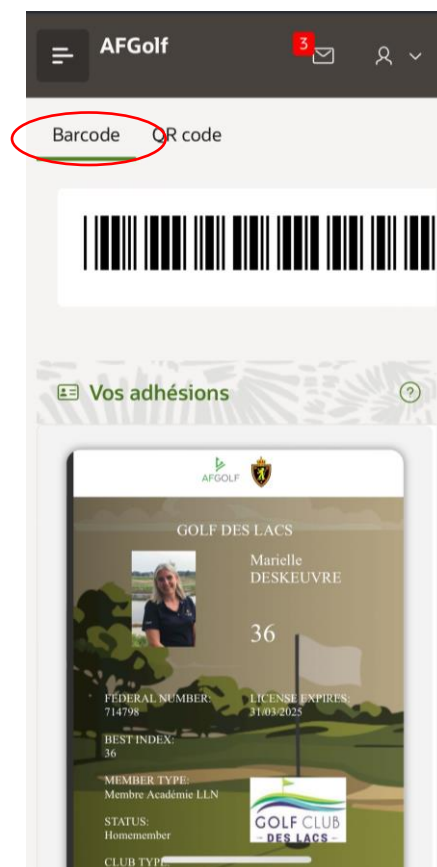 AFGolf
3
Barcode QR code
Vos adhésions
?
AFGOLF
GOLF DES LACS
Marielle
DESKEUVRE
36
FEDERAL NUMBER:
714798
LICENSE EXPIRES:
31/03/2025
BEST INDEX:
36
MEMBER TYPE:
Membre Académie LLN
STATUS:
Homemember
GOLF CLUB
- DES LACS -
CLUB TYPE: